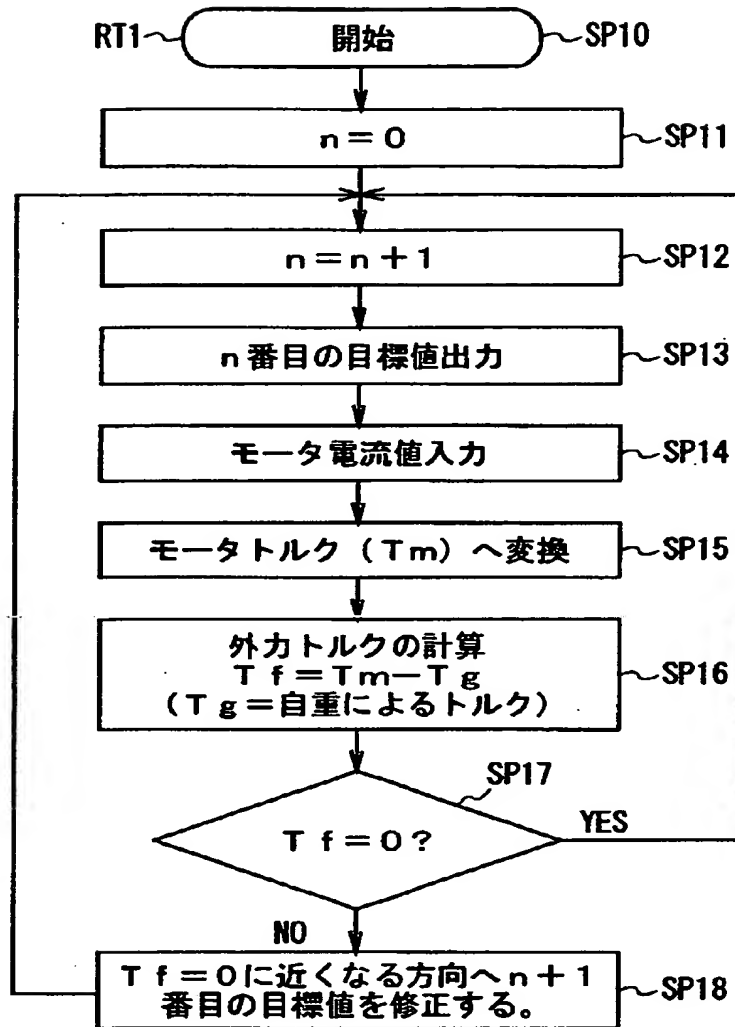 RT1 開始 SP10
n=0 SP11
n=n+1 SP12
n番目の目標値出力 SP13
モータ電流値入力 SP14
モータトルク(Tm)へ変換 SP15
外力トルクの計算
Tf=Tm-Tg SP16
(Tg=自重によるトルク)
SP17
Tf=0? YES
NO
Tf=0に近くなる方向へn+1
番目の目標値を修正する。 SP18